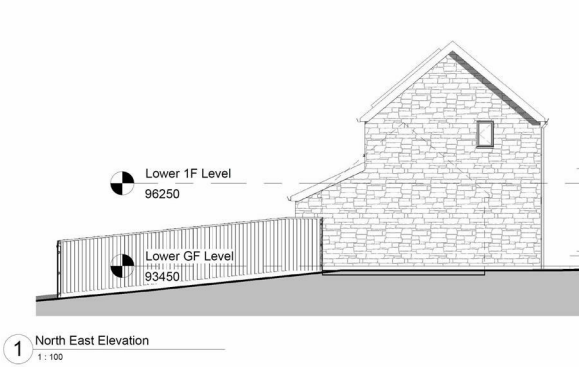 Lower 1F Level
96250
Lower GF Level
93450
1 North East Elevation
1 : 100